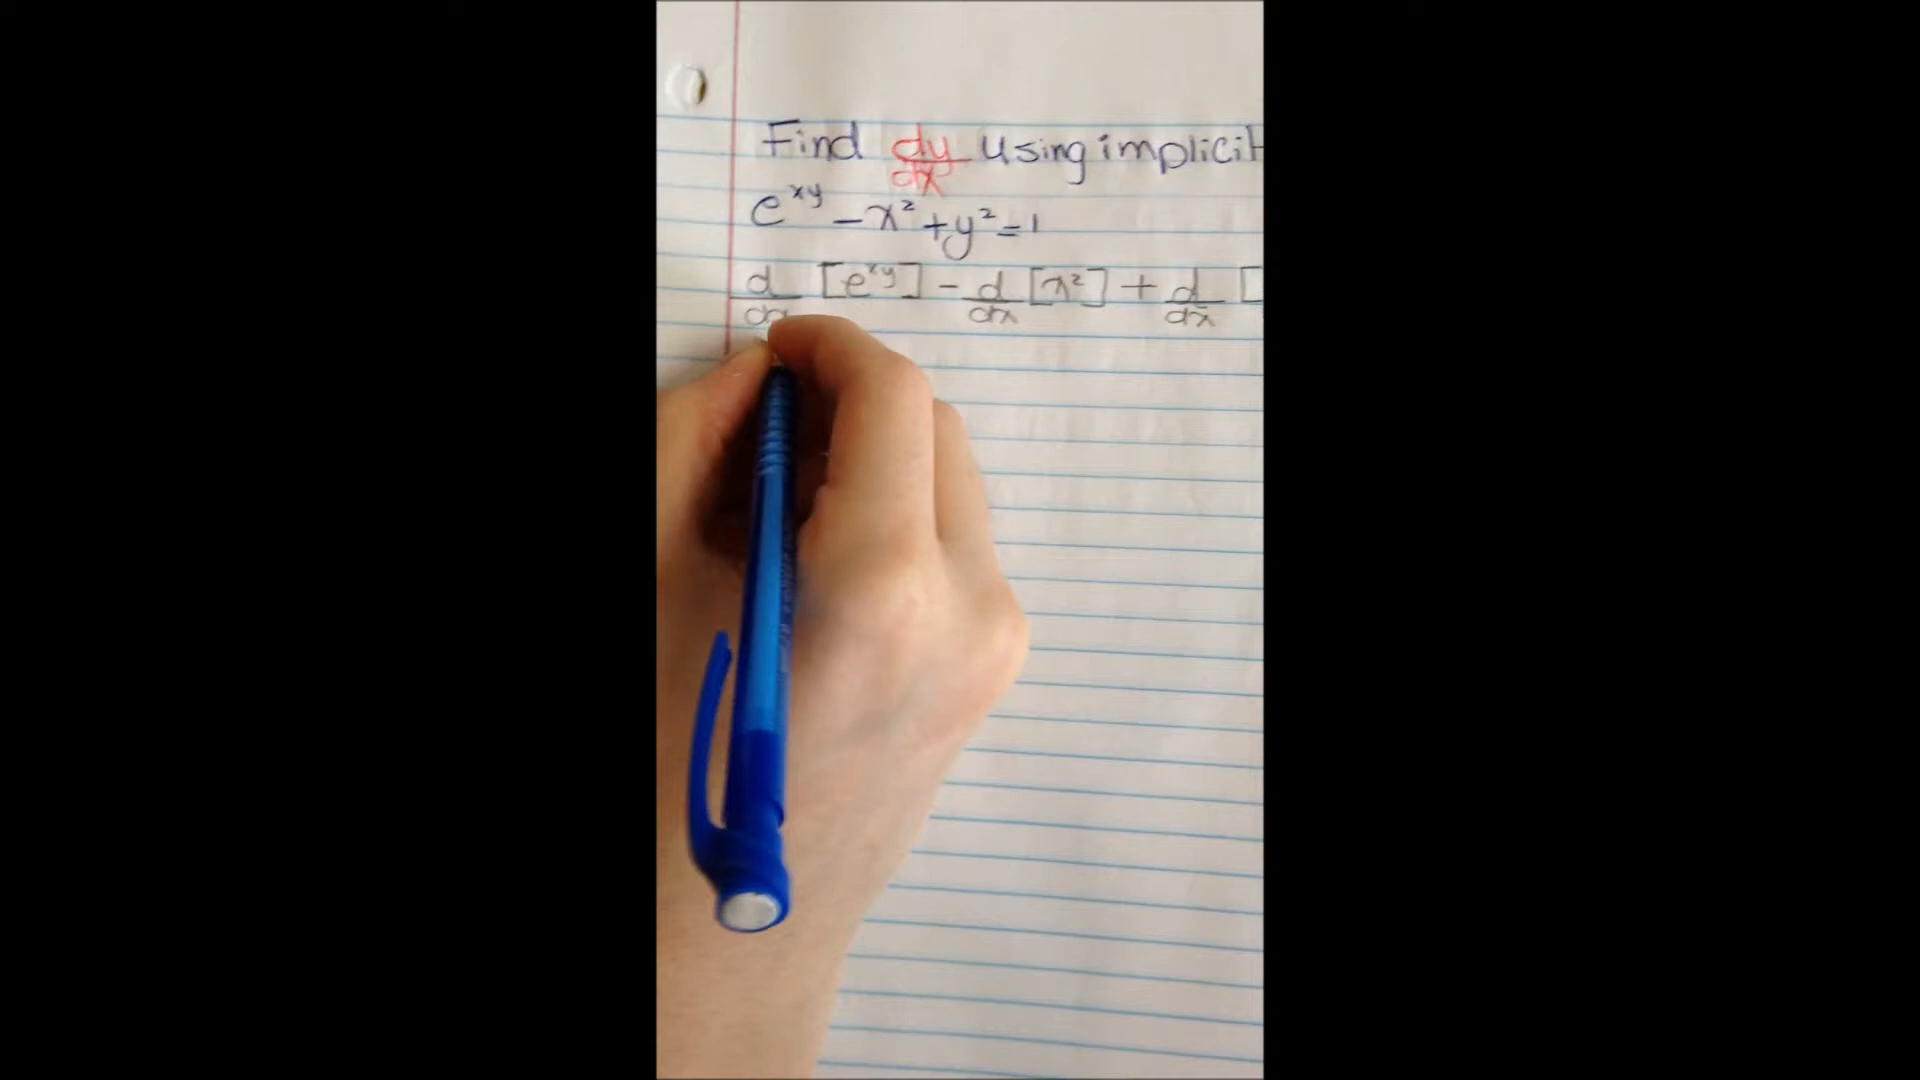 Find dy/dx using implicit
e^xy - x² + y² = 1
d/dx [e^xy] - d/dx [x²] + d/dx [